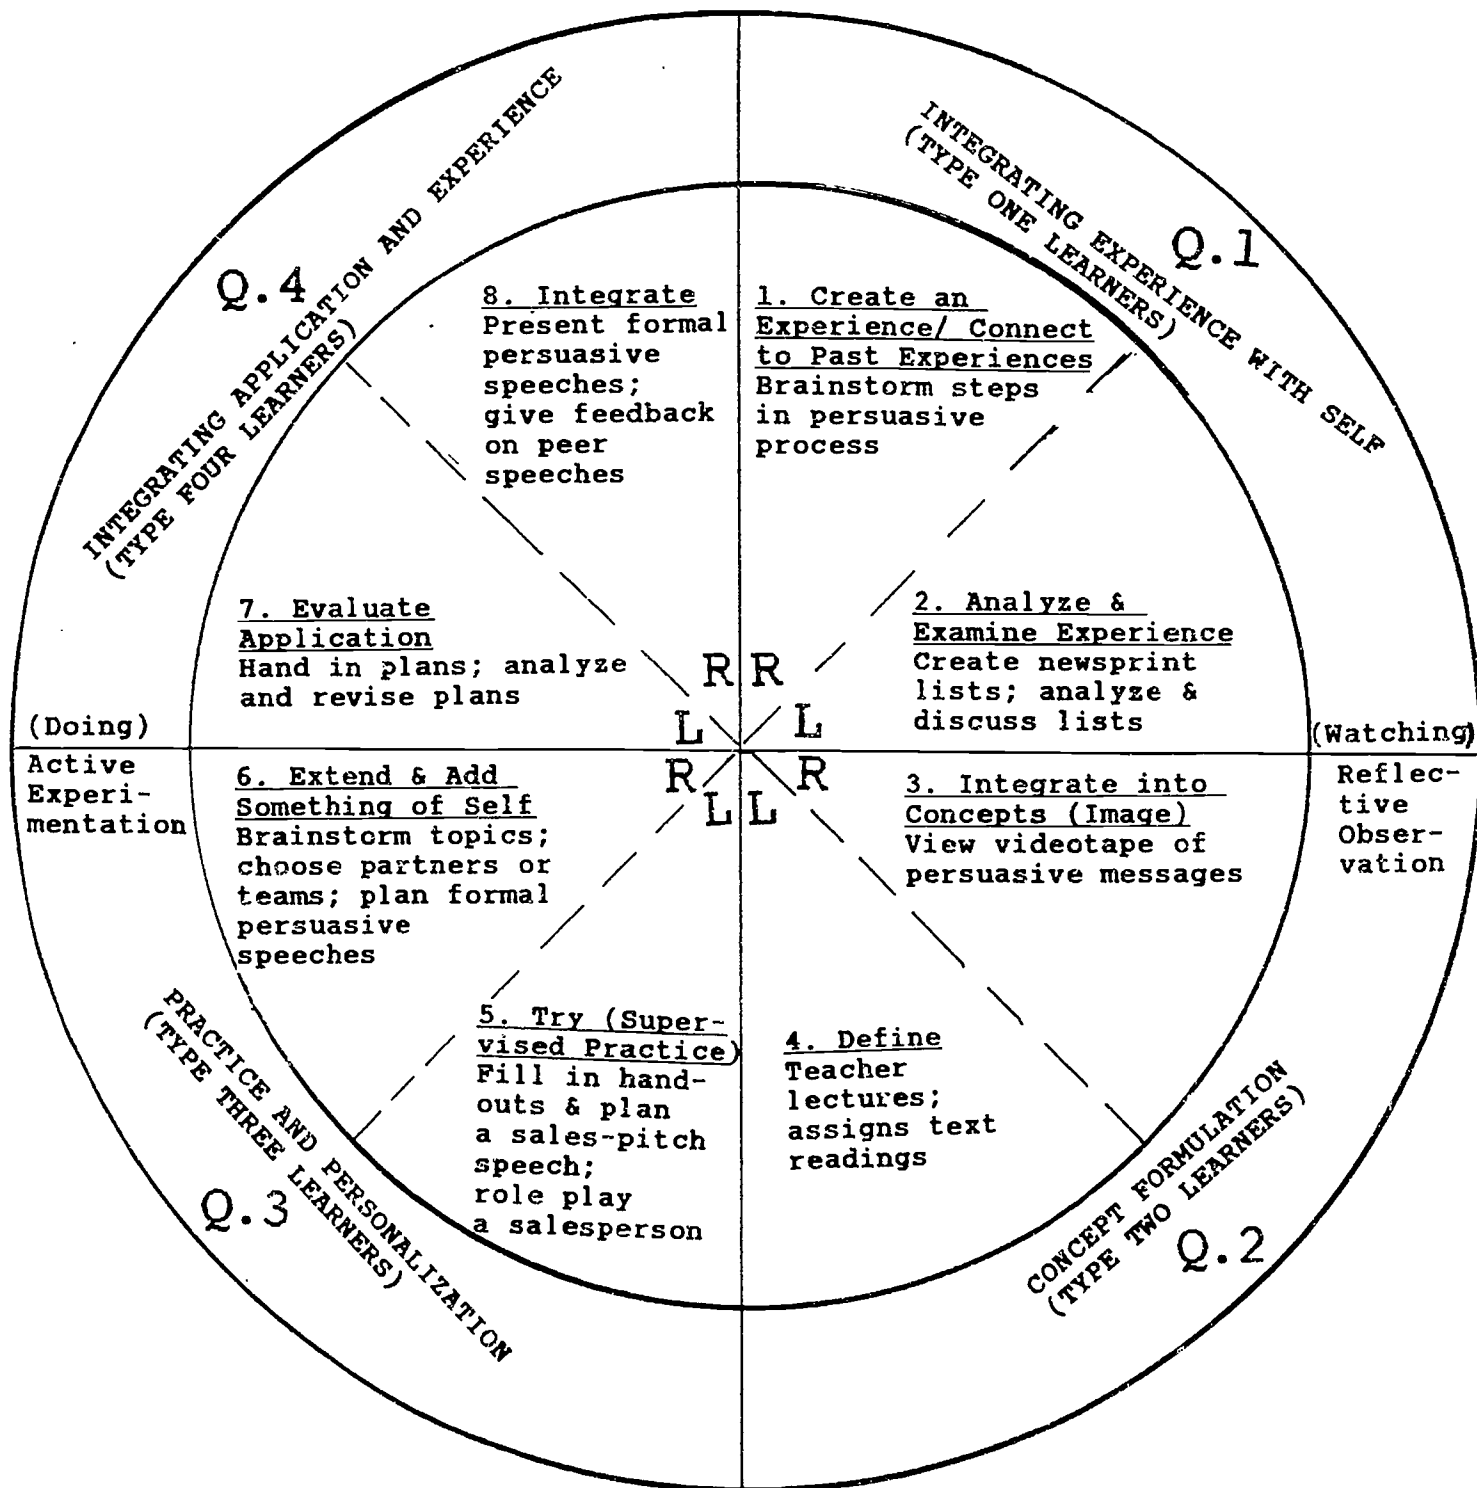 INTEGRATING EXPERIENCE WITH SELF
(TYPE ONE LEARNERS)
Q.1
1. Create an
Experience/ Connect
to Past Experiences
Brainstorm steps
in persuasive
process
2. Analyze &
Examine Experience
Create newsprint
lists; analyze &
discuss lists
(Watching)
Reflec-
tive
Obser-
vation
3. Integrate into
Concepts (Image)
View videotape of
persuasive messages
4. Define
Teacher
lectures;
assigns text
readings
CONCEPT FORMULATION
(TYPE TWO LEARNERS)
Q.2
5. Try (Super-
vised Practice)
Fill in hand-
outs & plan
a sales-pitch
speech;
role play
a salesperson
6. Extend & Add
Something of Self
Brainstorm topics;
choose partners or
teams; plan formal
persuasive
speeches
PRACTICE AND PERSONALIZATION
(TYPE THREE LEARNERS)
Q.3
(Doing)
Active
Experi-
mentation
7. Evaluate
Application
Hand in plans; analyze
and revise plans
8. Integrate
Present formal
persuasive
speeches;
give feedback
on peer
speeches
INTEGRATING APPLICATION AND EXPERIENCE
(TYPE FOUR LEARNERS)
Q.4
R R
L L
R R
L L